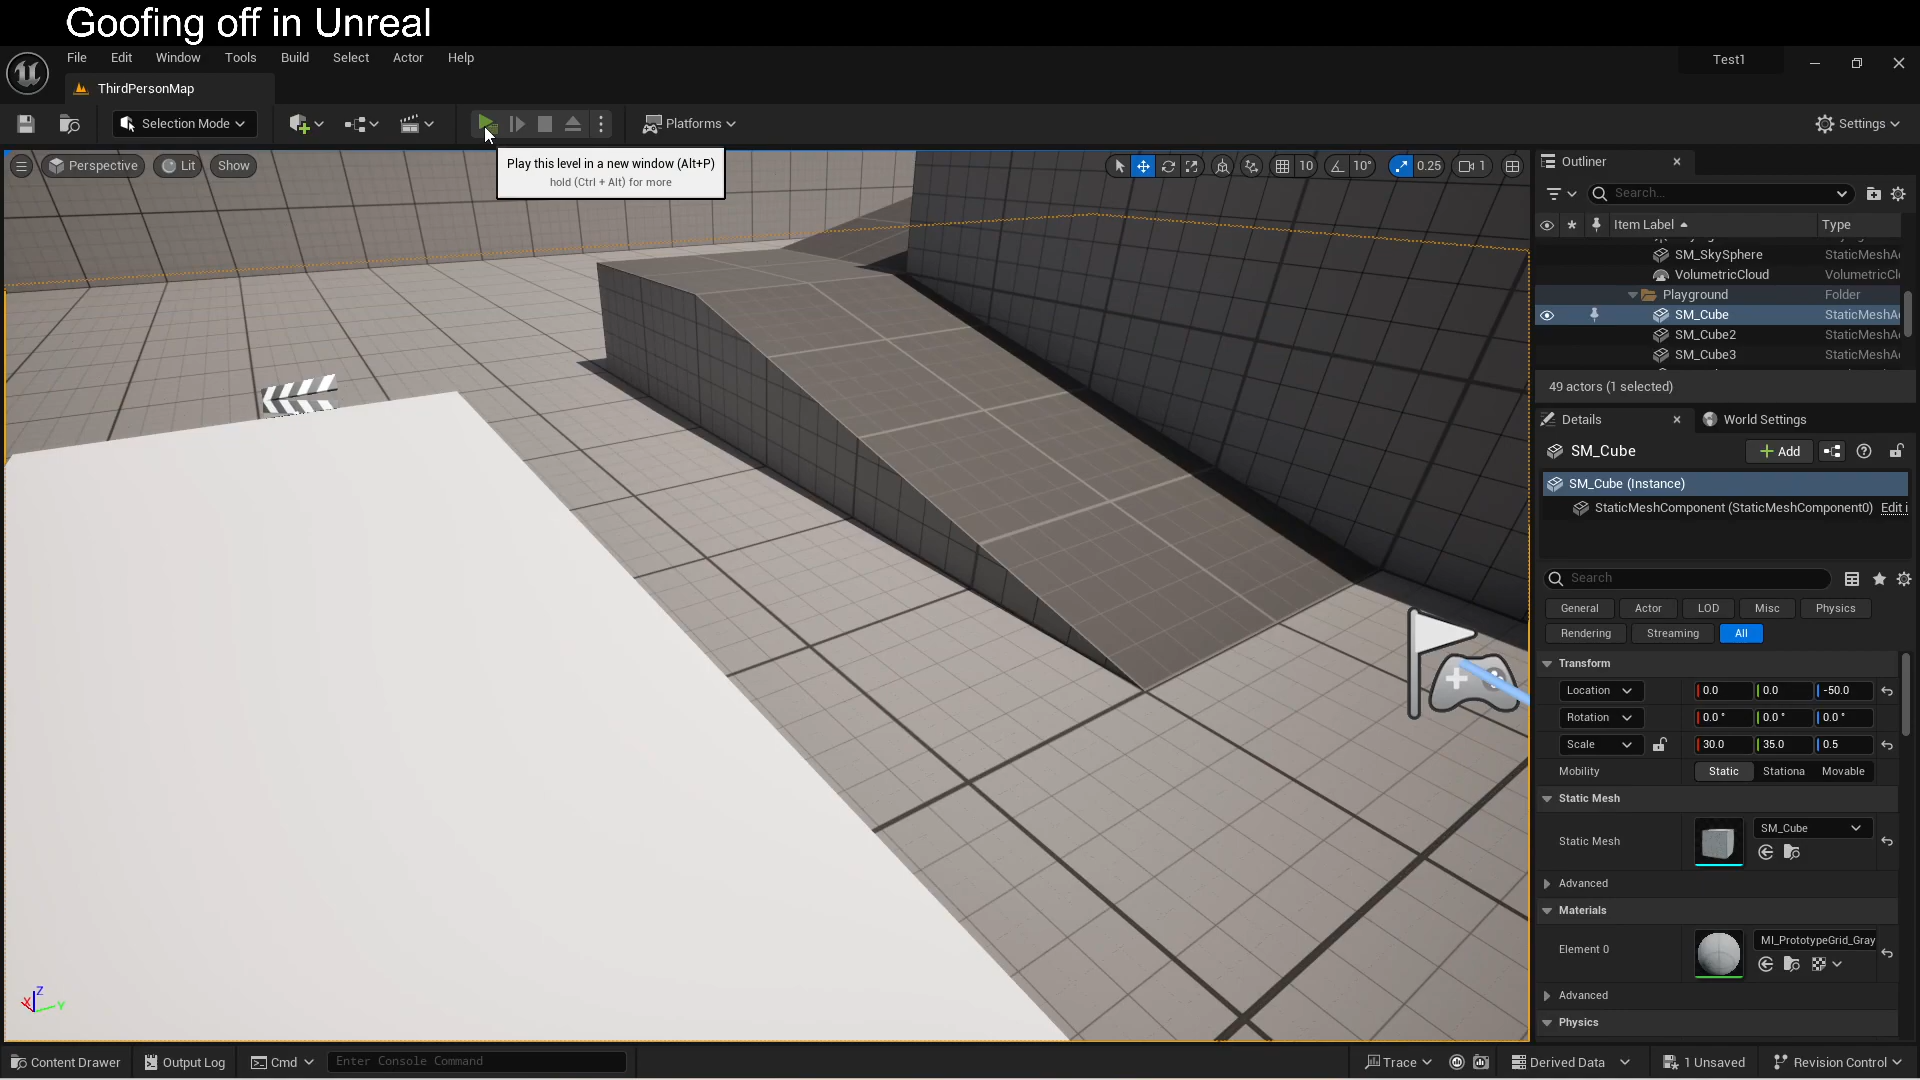 Goofing off in Unreal
File Edit Window Tools Build Select Actor Help
Test1
ThirdPersonMap
Selection Mode
Platforms
Settings
Play this level in a new window (Alt+P)
hold (Ctrl + Alt) for more
Perspective Lit Show
10 10° 0.25 1
Outliner
Search...
Item Label Type
SM_SkySphere StaticMeshA
VolumetricCloud VolumetricCl
Playground Folder
SM_Cube StaticMeshA
SM_Cube2 StaticMeshA
SM_Cube3 StaticMeshA
49 actors (1 selected)
Details World Settings
SM_Cube Add
SM_Cube (Instance)
StaticMeshComponent (StaticMeshComponent0) Edit i
Search
General Actor LOD Misc Physics
Rendering Streaming All
Transform
Location 0.0 0.0 -50.0
Rotation 0.0 ° 0.0 ° 0.0 °
Scale 30.0 35.0 0.5
Mobility Static Stationa Movable
Static Mesh
Static Mesh SM_Cube
Advanced
Materials
Element 0 MI_PrototypeGrid_Gray
Advanced
Physics
X Z Y
Content Drawer Output Log Cmd Enter Console Command Trace Derived Data 1 Unsaved Revision Control